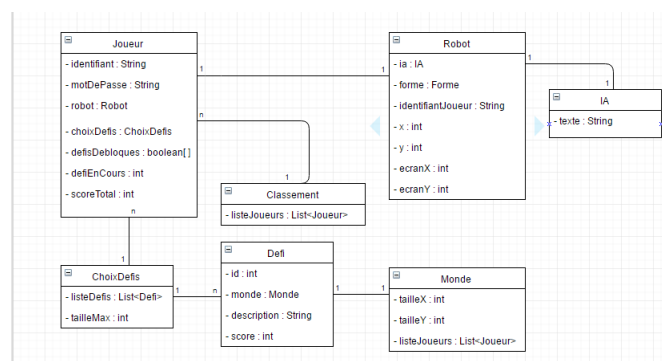 Joueur
- identifiant : String
- motDePasse : String
- robot : Robot
- choixDefis : ChoixDefis
- defisDebloques : boolean[ ]
- defiEnCours : int
- scoreTotal : int
1
n
n
1
Robot
- ia : IA
- forme : Forme
- identifiantJoueur : String
- x : int
- y : int
- ecranX : int
- ecranY : int
1
1
IA
- texte : String
1
Classement
- listeJoueurs : List<Joueur>
1
ChoixDefis
- listeDefis : List<Defi>
- tailleMax : int
1
n
Defi
- id : int
- monde : Monde
- description : String
- score : int
1
1
Monde
- tailleX : int
- tailleY : int
- listeJoueurs : List<Joueur>